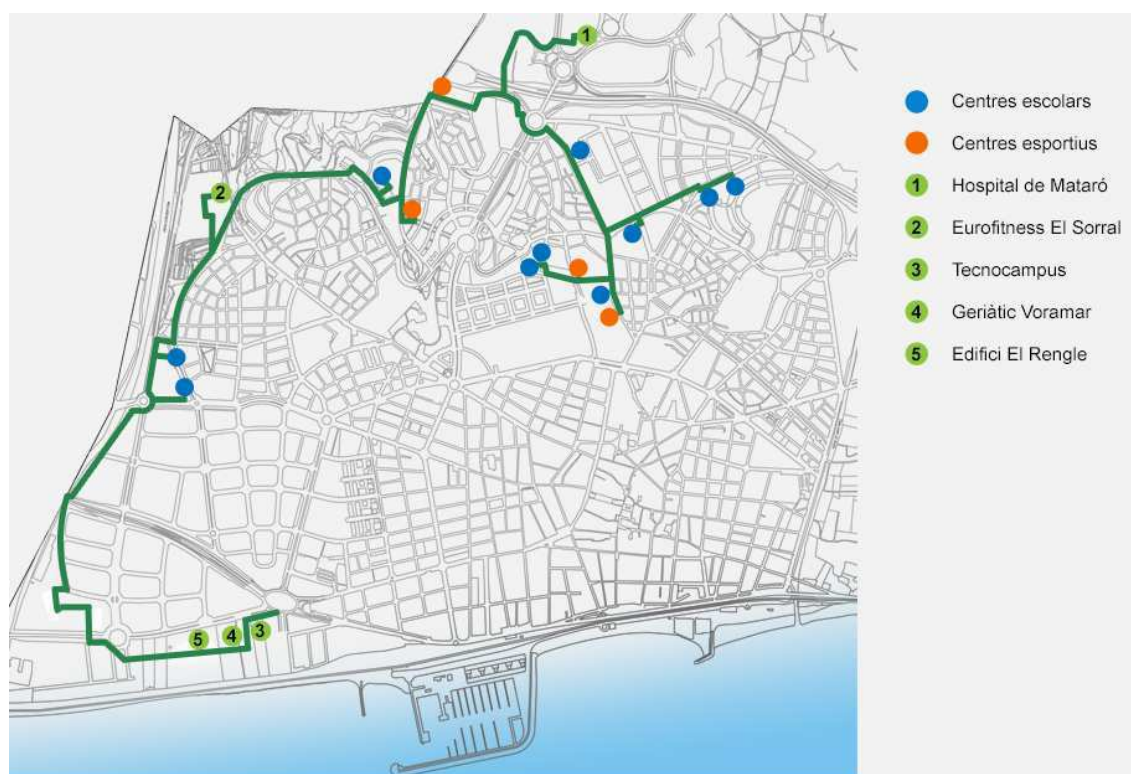 1
2
5
4
3
Centres escolars
Centres esportius
1 Hospital de Mataró
2 Eurofitness El Sorral
3 Tecnocampus
4 Geriàtic Voramar
5 Edifici El Rengle